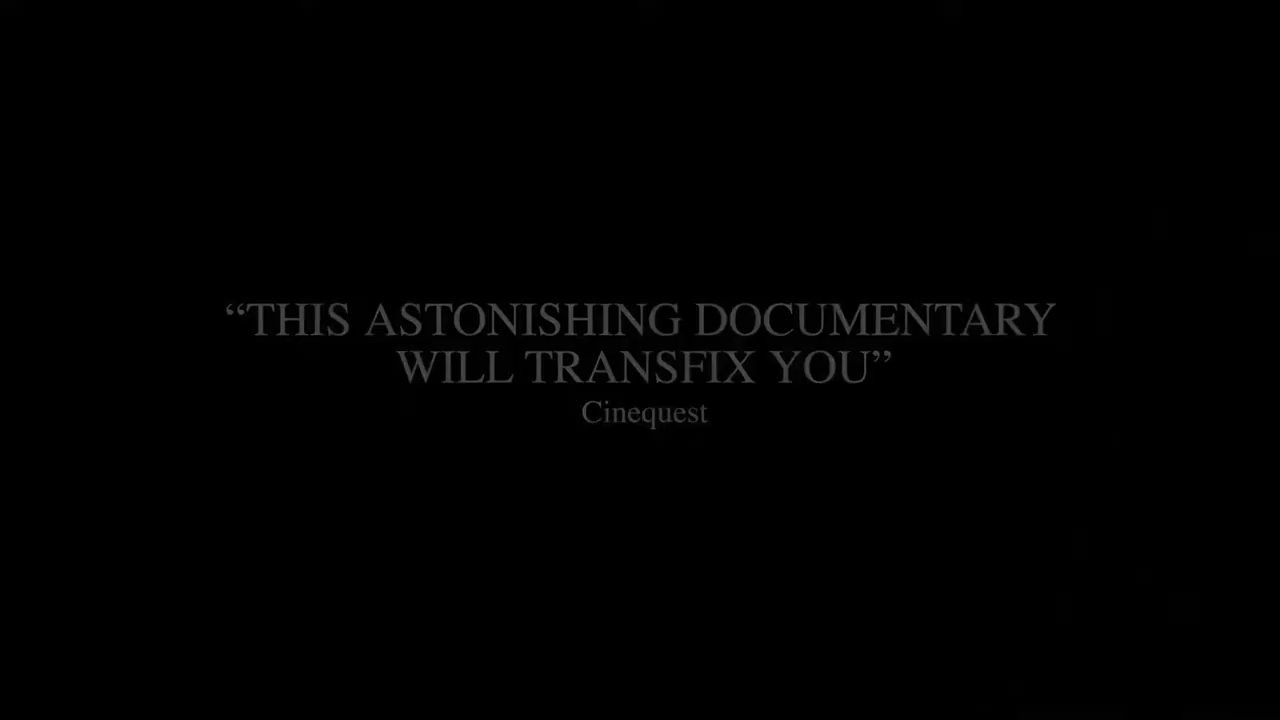 “THIS ASTONISHING DOCUMENTARY
WILL TRANSFIX YOU”
Cinequest